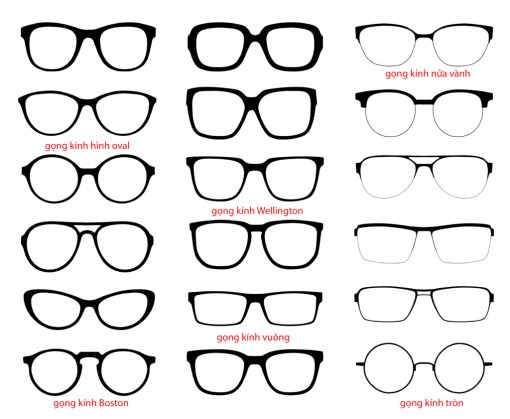 gọng kính nửa vành
gọng kính hình oval
gọng kính Wellington
gọng kính vuông
gọng kính Boston
gọng kính tròn